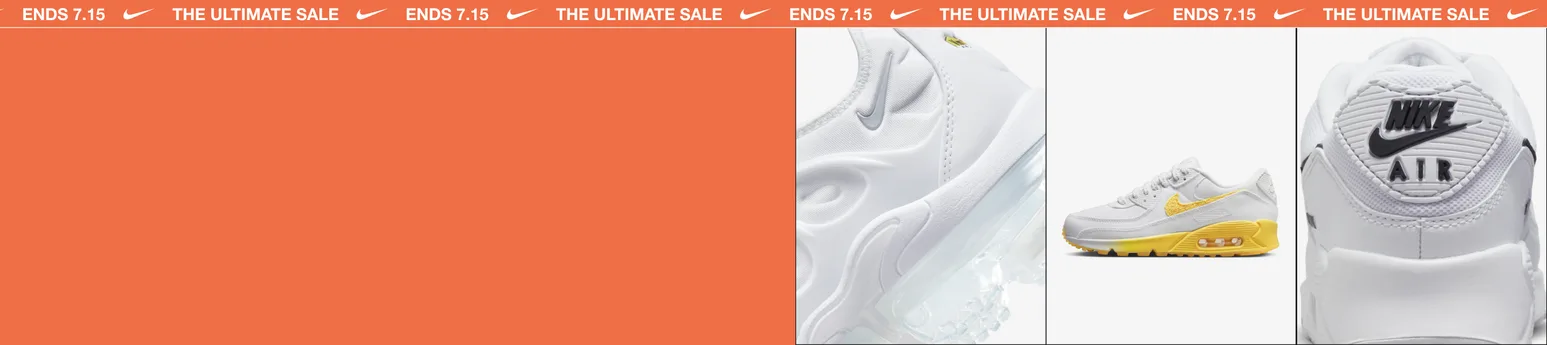 ENDS 7.15 THE ULTIMATE SALE ENDS 7.15 THE ULTIMATE SALE ENDS 7.15 THE ULTIMATE SALE ENDS 7.15 THE ULTIMATE SALE
NIKE
AIR